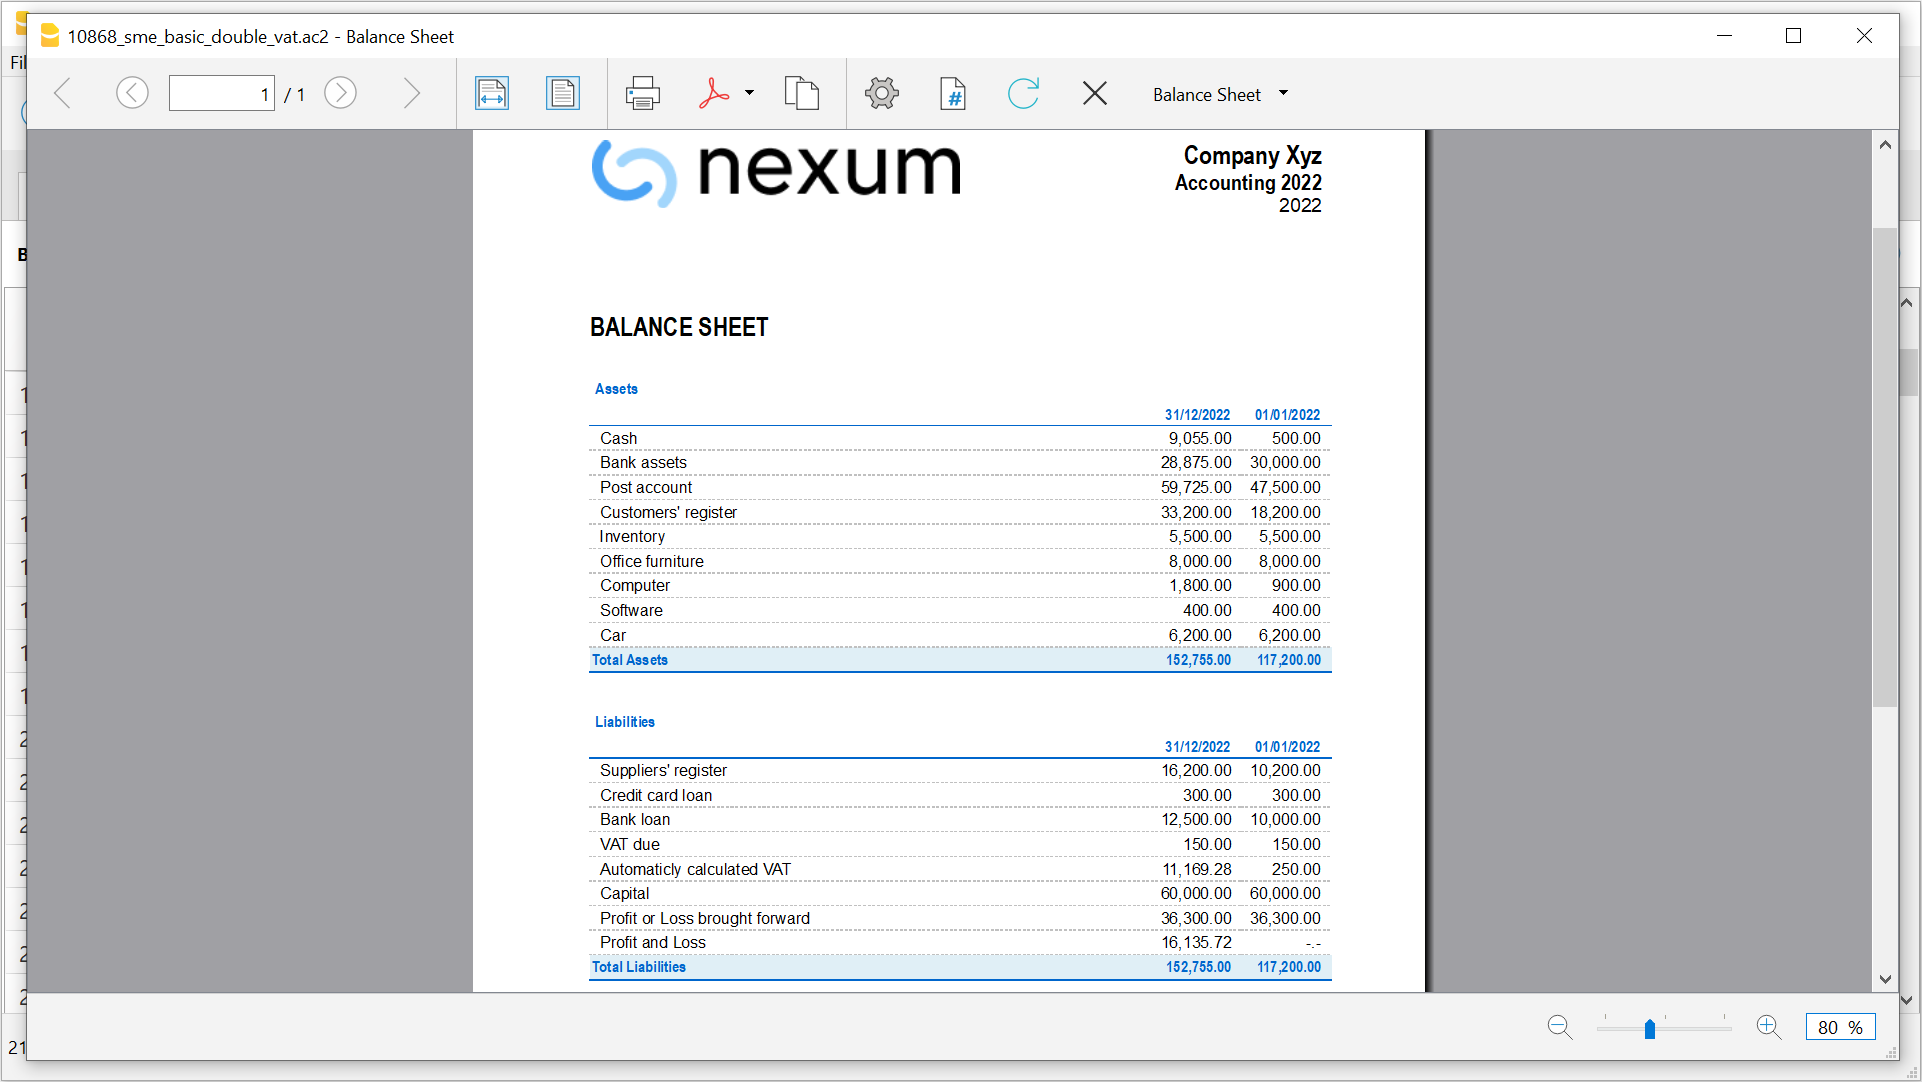 10868_sme_basic_double_vat.ac2 - Balance Sheet
Fil
1 / 1
#
Balance Sheet
nexum
Company Xyz
Accounting 2022
2022
B
BALANCE SHEET
Assets
31/12/2022 01/01/2022
Cash 9,055.00 500.00
Bank assets 28,875.00 30,000.00
Post account 59,725.00 47,500.00
Customers' register 33,200.00 18,200.00
Inventory 5,500.00 5,500.00
Office furniture 8,000.00 8,000.00
Computer 1,800.00 900.00
Software 400.00 400.00
Car 6,200.00 6,200.00
Total Assets 152,755.00 117,200.00
Liabilities
31/12/2022 01/01/2022
Suppliers' register 16,200.00 10,200.00
Credit card loan 300.00 300.00
Bank loan 12,500.00 10,000.00
VAT due 150.00 150.00
Automaticly calculated VAT 11,169.28 250.00
Capital 60,000.00 60,000.00
Profit or Loss brought forward 36,300.00 36,300.00
Profit and Loss 16,135.72 -.-
Total Liabilities 152,755.00 117,200.00
80 %
21